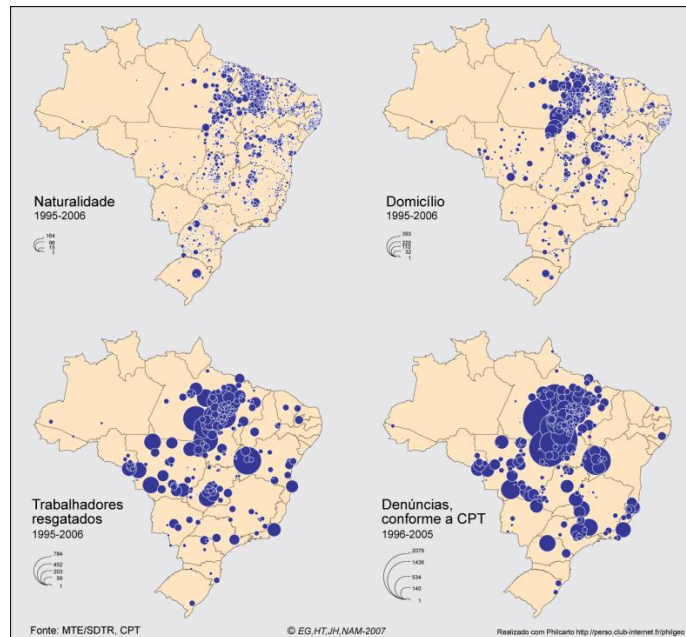 Naturalidade
1995-2006
184
98
15
1
Domicílio
1995-2006
393
32
1
Trabalhadores
resgatados
1995-2006
784
452
203
59
1
Denúncias,
conforme a CPT
1996-2005
2079
1438
534
140
1
Fonte: MTE/SDTR, CPT
© EG,HT,JH,NAM-2007
Realizado com Philcarto http://perso.club-internet.fr/philgeo